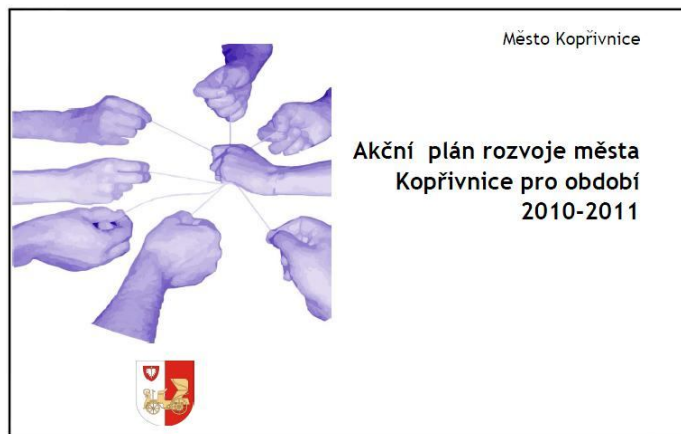 Město Kopřivnice
Akční plán rozvoje města
Kopřivnice pro období
2010-2011